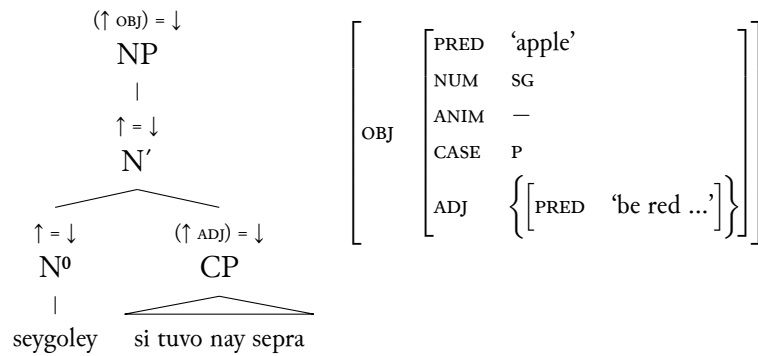 (↑ OBJ) = ↓
NP
↑ = ↓
N′
↑ = ↓ (↑ ADJ) = ↓
N⁰ CP
seygoley si tuvo nay sepra
OBJ
PRED ‘apple’
NUM SG
ANIM —
CASE P
ADJ {[PRED ‘be red ...’]}